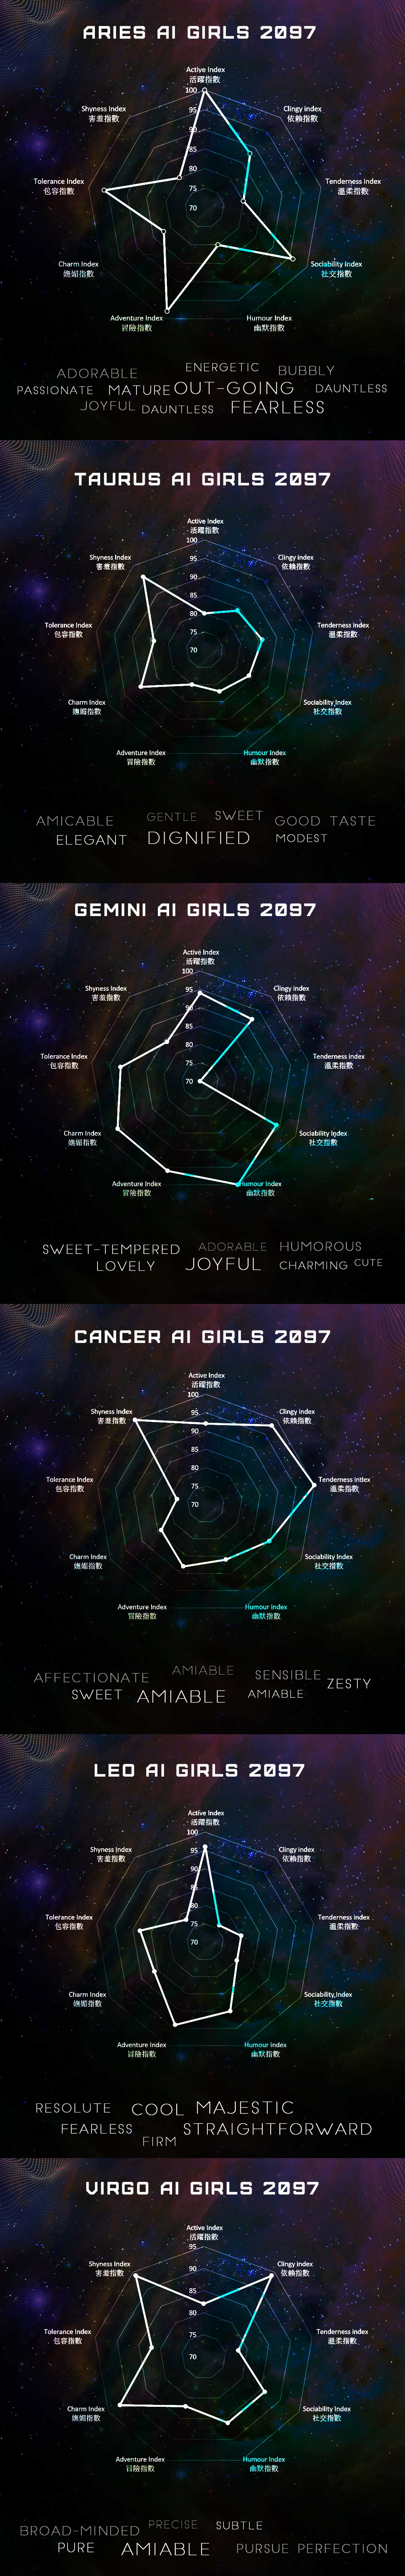 ARIES AI GIRLS 2097
Active Index
活躍指數
100
Shyness Index
害羞指數
95
Clingy index
依賴指數
90
85
80
Tolerance Index
包容指數
75
Tenderness Index
溫柔指數
70
Charm Index
嫵媚指數
Sociability Index
社交指數
Adventure Index
冒險指數
Humour Index
幽默指數
ADORABLE ENERGETIC BUBBLY
PASSIONATE MATURE OUT-GOING DAUNTLESS
JOYFUL DAUNTLESS FEARLESS
TAURUS AI GIRLS 2097
Active Index
活躍指數
100
Shyness Index
害羞指數
95
Clingy index
依賴指數
90
85
80
Tolerance Index
包容指數
75
Tenderness index
溫柔指數
70
Charm Index
嫵媚指數
Sociability Index
社交指數
Adventure Index
冒險指數
Humour Index
幽默指數
AMICABLE GENTLE SWEET GOOD TASTE
ELEGANT DIGNIFIED MODEST
GEMINI AI GIRLS 2097
Active Index
活躍指數
100
Shyness Index
害羞指數
95
Clingy index
依賴指數
90
85
80
Tolerance Index
包容指數
75
Tenderness index
溫柔指數
70
Charm Index
嫵媚指數
Sociability Index
社交指數
Adventure Index
冒險指數
Humour Index
幽默指數
SWEET-TEMPERED ADORABLE HUMOROUS
LOVELY JOYFUL CHARMING CUTE
CANCER AI GIRLS 2097
Active Index
活躍指數
100
Shyness Index
害羞指數
95
Clingy index
依賴指數
90
85
80
Tolerance Index
包容指數
75
Tenderness index
溫柔指數
70
Charm Index
嫵媚指數
Sociability Index
社交指數
Adventure Index
冒險指數
Humour Index
幽默指數
AFFECTIONATE AMIABLE SENSIBLE ZESTY
SWEET AMIABLE AMIABLE
LEO AI GIRLS 2097
Active Index
活躍指數
100
Shyness Index
害羞指數
95
Clingy index
依賴指數
90
85
80
Tolerance Index
包容指數
75
Tenderness index
溫柔指數
70
Charm Index
嫵媚指數
Sociability Index
社交指數
Adventure Index
冒險指數
Humour Index
幽默指數
RESOLUTE COOL MAJESTIC
FEARLESS FIRM STRAIGHTFORWARD
VIRGO AI GIRLS 2097
Active Index
活躍指數
95
Shyness Index
害羞指數
90
Clingy index
依賴指數
85
80
Tolerance Index
包容指數
75
Tenderness index
溫柔指數
70
Charm Index
嫵媚指數
Sociability Index
社交指數
Adventure Index
冒險指數
Humour Index
幽默指數
BROAD-MINDED PRECISE SUBTLE
PURE AMIABLE PURSUE PERFECTION